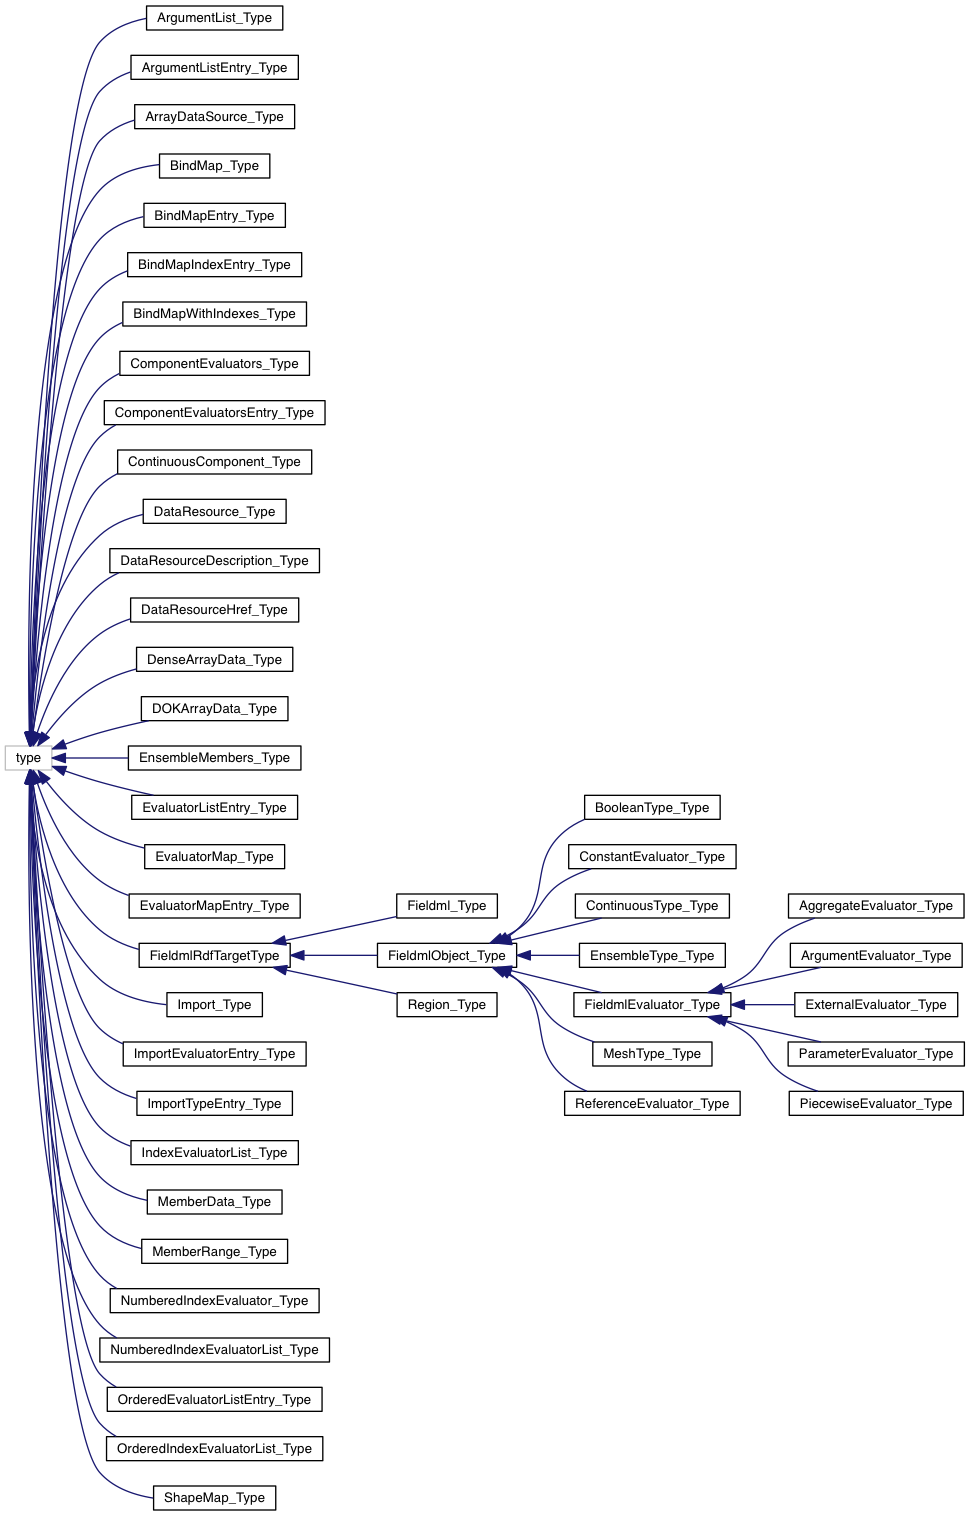 ArgumentList_Type
ArgumentListEntry_Type
ArrayDataSource_Type
BindMap_Type
BindMapEntry_Type
BindMapIndexEntry_Type
BindMapWithIndexes_Type
ComponentEvaluators_Type
ComponentEvaluatorsEntry_Type
ContinuousComponent_Type
DataResource_Type
DataResourceDescription_Type
DataResourceHref_Type
DenseArrayData_Type
DOKArrayData_Type
type
EnsembleMembers_Type
EvaluatorListEntry_Type
EvaluatorMap_Type
EvaluatorMapEntry_Type
FieldmlRdfTargetType
Import_Type
ImportEvaluatorEntry_Type
ImportTypeEntry_Type
IndexEvaluatorList_Type
MemberData_Type
MemberRange_Type
NumberedIndexEvaluator_Type
NumberedIndexEvaluatorList_Type
OrderedEvaluatorListEntry_Type
OrderedIndexEvaluatorList_Type
ShapeMap_Type
Fieldml_Type
FieldmlObject_Type
Region_Type
BooleanType_Type
ConstantEvaluator_Type
ContinuousType_Type
EnsembleType_Type
FieldmlEvaluator_Type
MeshType_Type
ReferenceEvaluator_Type
AggregateEvaluator_Type
ArgumentEvaluator_Type
ExternalEvaluator_Type
ParameterEvaluator_Type
PiecewiseEvaluator_Type